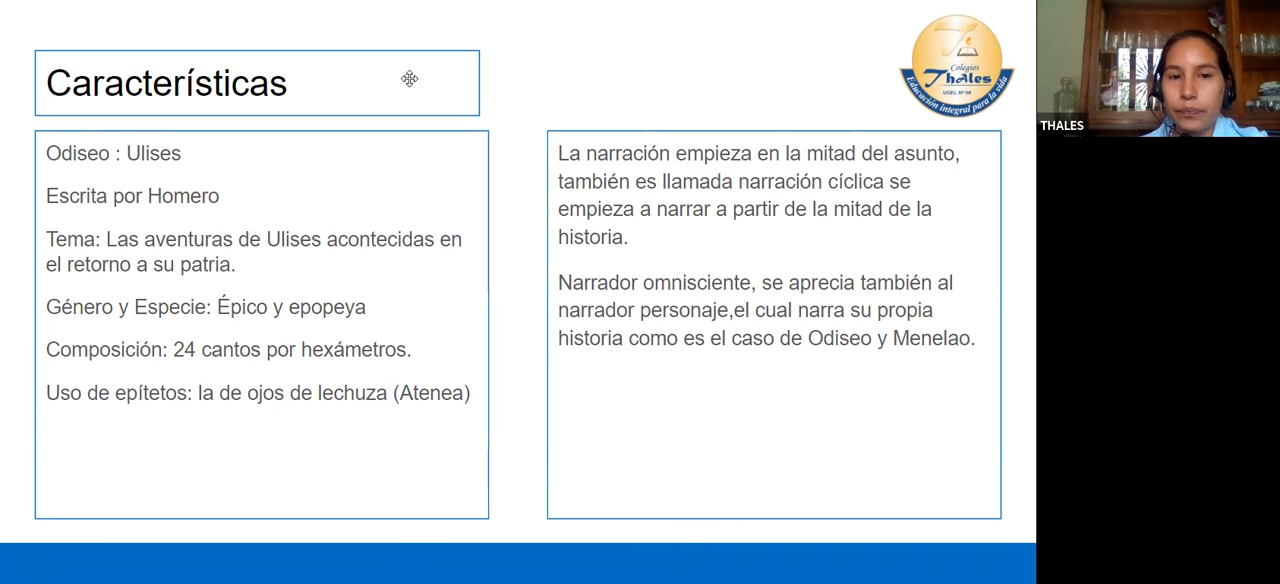 Características
Odiseo : Ulises
Escrita por Homero
Tema: Las aventuras de Ulises acontecidas en
el retorno a su patria.
Género y Especie: Épico y epopeya
Composición: 24 cantos por hexámetros.
Uso de epítetos: la de ojos de lechuza (Atenea)
La narración empieza en la mitad del asunto,
también es llamada narración cíclica se
empieza a narrar a partir de la mitad de la
historia.
Narrador omnisciente, se aprecia también al
narrador personaje,el cual narra su propia
historia como es el caso de Odiseo y Menelao.
Colegios
Thales
UGEL Nº 06
Educación integral para la vida
THALES